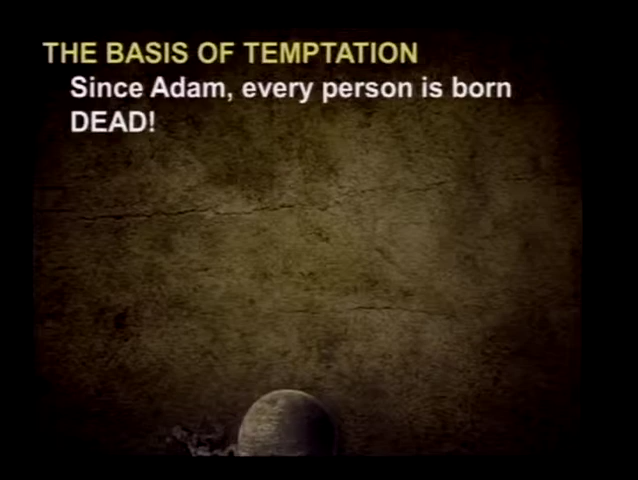 THE BASIS OF TEMPTATION
Since Adam, every person is born
DEAD!